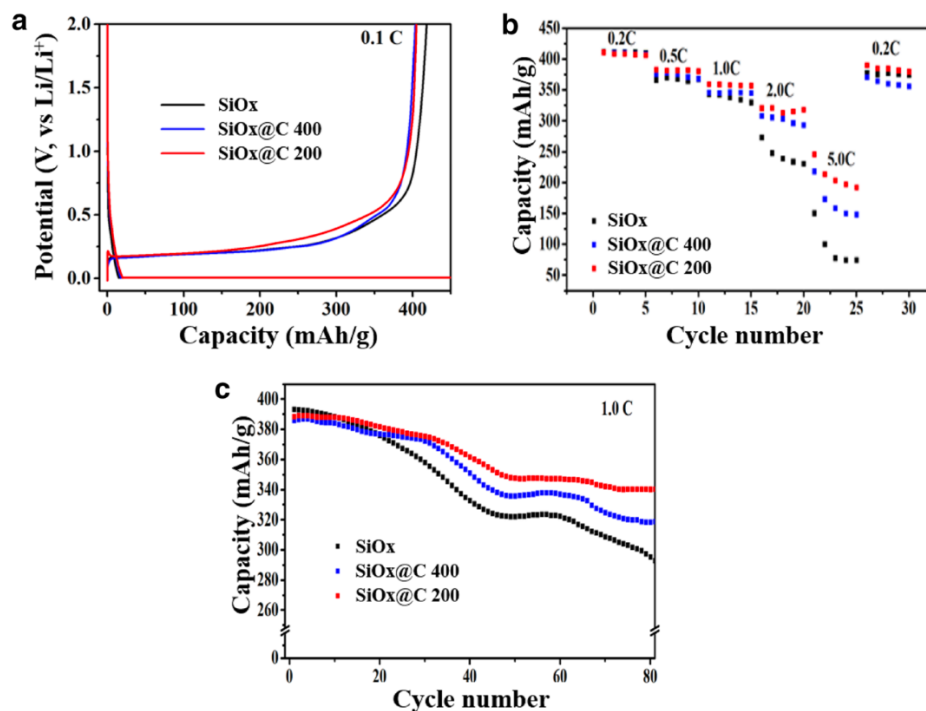 a
2.0
1.5
1.0
0.5
0.0
Potential (V, vs Li/Li+)
0.1 C
SiOx
SiOx@C 400
SiOx@C 200
0
100
200
300
400
Capacity (mAh/g)
b
450
400
350
300
250
200
150
100
50
Capacity (mAh/g)
0.2C
0.5C
1.0C
2.0C
5.0C
0.2C
SiOx
SiOx@C 400
SiOx@C 200
0
5
10
15
20
25
30
Cycle number
c
400
380
360
340
320
300
280
260
0
Capacity (mAh/g)
1.0 C
SiOx
SiOx@C 400
SiOx@C 200
0
20
40
60
80
Cycle number